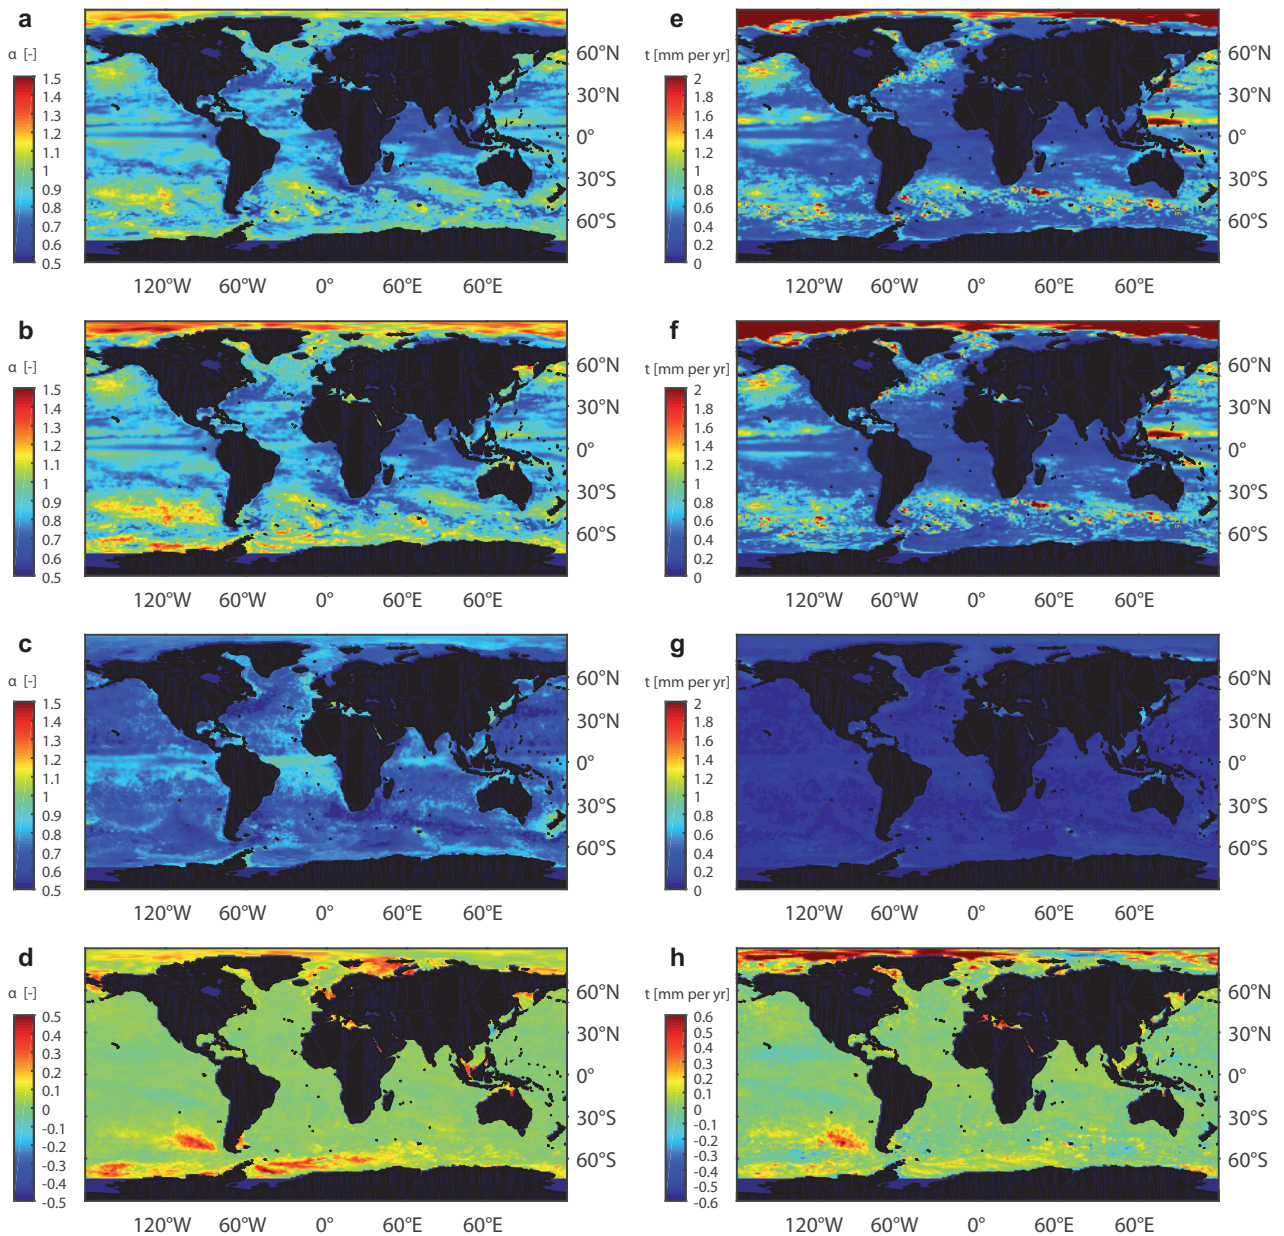 a
α [-]
1.5
1.4
1.3
1.2
1.1
1
0.9
0.8
0.7
0.6
0.5
120°W 60°W 0° 60°E 60°E
e
t [mm per yr]
2
1.8
1.6
1.4
1.2
1
0.8
0.6
0.4
0.2
0
60°N
30°N
0°
30°S
60°S
120°W 60°W 0° 60°E 60°E
b
α [-]
1.5
1.4
1.3
1.2
1.1
1
0.9
0.8
0.7
0.6
0.5
120°W 60°W 0° 60°E 60°E
60°N
30°N
0°
30°S
60°S
f
t [mm per yr]
2
1.8
1.6
1.4
1.2
1
0.8
0.6
0.4
0.2
0
60°N
30°N
0°
30°S
60°S
120°W 60°W 0° 60°E 60°E
c
α [-]
1.5
1.4
1.3
1.2
1.1
1
0.9
0.8
0.7
0.6
0.5
120°W 60°W 0° 60°E 60°E
60°N
30°N
0°
30°S
60°S
g
t [mm per yr]
2
1.8
1.6
1.4
1.2
1
0.8
0.6
0.4
0.2
0
60°N
30°N
0°
30°S
60°S
120°W 60°W 0° 60°E 60°E
d
α [-]
0.5
0.4
0.3
0.2
0.1
0
-0.1
-0.2
-0.3
-0.4
-0.5
120°W 60°W 0° 60°E 60°E
60°N
30°N
0°
30°S
60°S
h
t [mm per yr]
0.6
0.5
0.4
0.3
0.2
0.1
0
-0.1
-0.2
-0.3
-0.4
-0.5
-0.6
60°N
30°N
0°
30°S
60°S
120°W 60°W 0° 60°E 60°E
60°N
30°N
0°
30°S
60°S